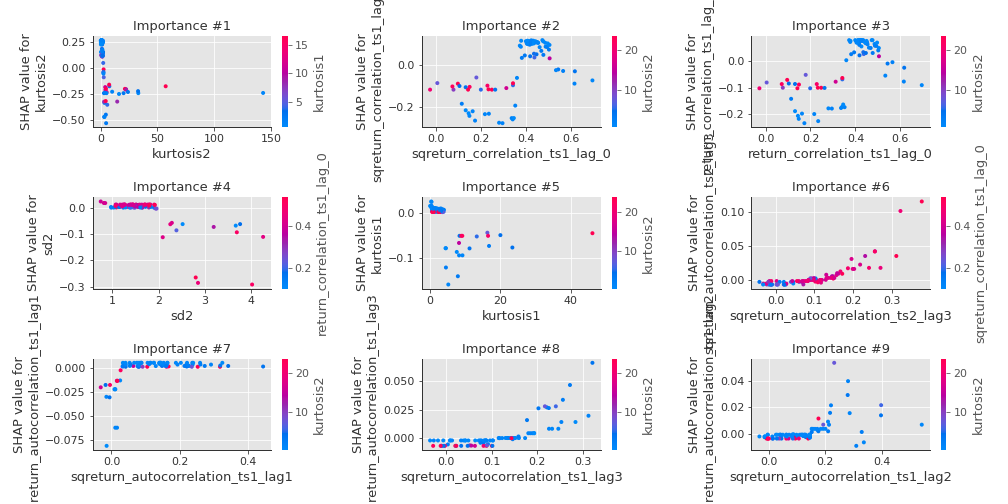 Importance #1
Importance #2
Importance #3
SHAP value for
kurtosis2
0.25
0.00
−0.25
−0.50
0
50
100
150
kurtosis2
15
10
5
kurtosis1
SHAP value for
sqreturn_correlation_ts1_lag_0
0.0
−0.2
0.0
0.2
0.4
0.6
sqreturn_correlation_ts1_lag_0
20
10
kurtosis2
SHAP value for
return_correlation_ts1_lag_0
0.0
−0.1
−0.2
0.0
0.2
0.4
0.6
return_correlation_ts1_lag_0
20
10
kurtosis2
Importance #4
Importance #5
Importance #6
SHAP value for
sd2
0.0
−0.1
−0.2
−0.3
1
2
3
4
sd2
0.4
0.2
return_correlation_ts1_lag_0
SHAP value for
kurtosis1
0.0
−0.1
0
20
40
kurtosis1
20
10
kurtosis2
SHAP value for
sqreturn_autocorrelation_ts2_lag3
0.10
0.05
0.00
0.0
0.1
0.2
0.3
sqreturn_autocorrelation_ts2_lag3
0.4
0.2
sqreturn_correlation_ts1_lag_0
Importance #7
Importance #8
Importance #9
SHAP value for
sqreturn_autocorrelation_ts1_lag1
0.000
−0.025
−0.050
−0.075
0.0
0.2
0.4
sqreturn_autocorrelation_ts1_lag1
20
10
kurtosis2
SHAP value for
sqreturn_autocorrelation_ts1_lag3
0.050
0.025
0.000
0.0
0.1
0.2
0.3
sqreturn_autocorrelation_ts1_lag3
20
10
kurtosis2
SHAP value for
sqreturn_autocorrelation_ts1_lag2
0.04
0.02
0.00
0.0
0.2
0.4
sqreturn_autocorrelation_ts1_lag2
20
10
kurtosis2